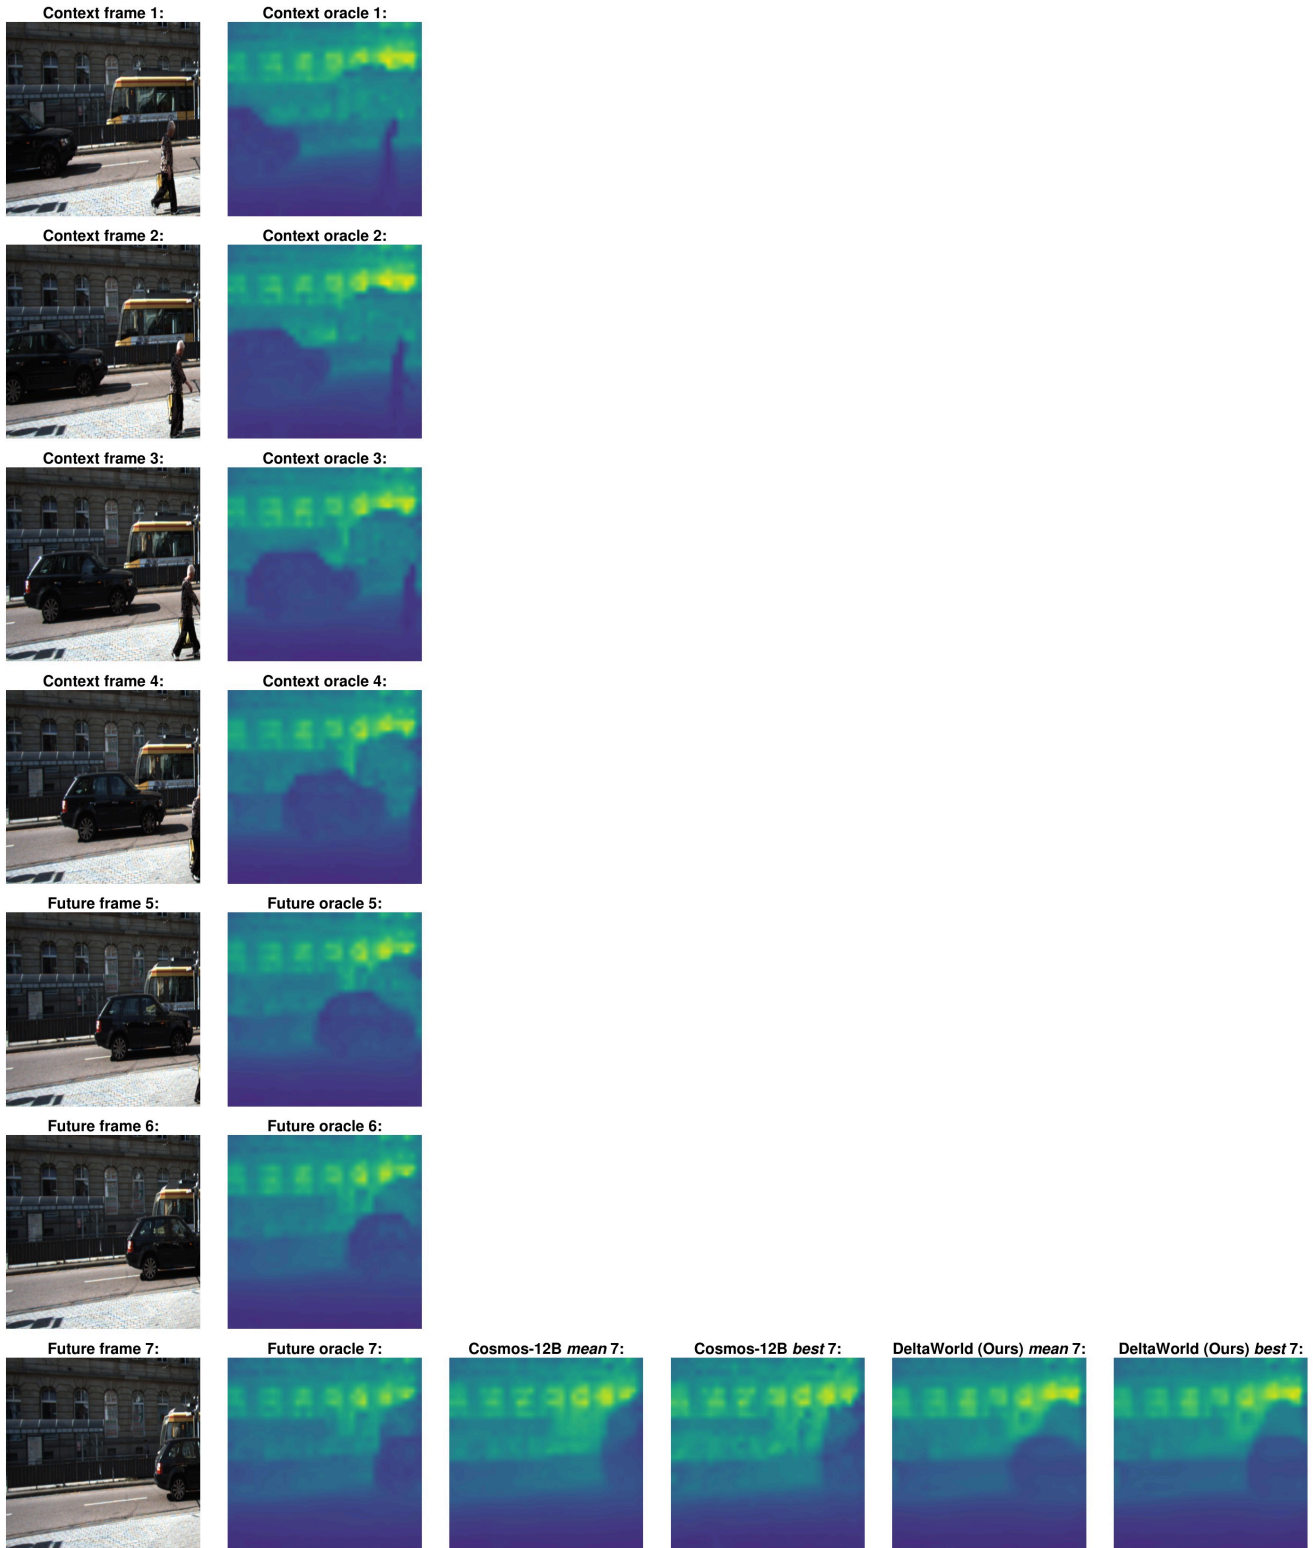 Context frame 1: Context oracle 1:
Context frame 2: Context oracle 2:
Context frame 3: Context oracle 3:
Context frame 4: Context oracle 4:
Future frame 5: Future oracle 5:
Future frame 6: Future oracle 6:
Future frame 7: Future oracle 7: Cosmos-12B mean 7: Cosmos-12B best 7: DeltaWorld (Ours) mean 7: DeltaWorld (Ours) best 7: